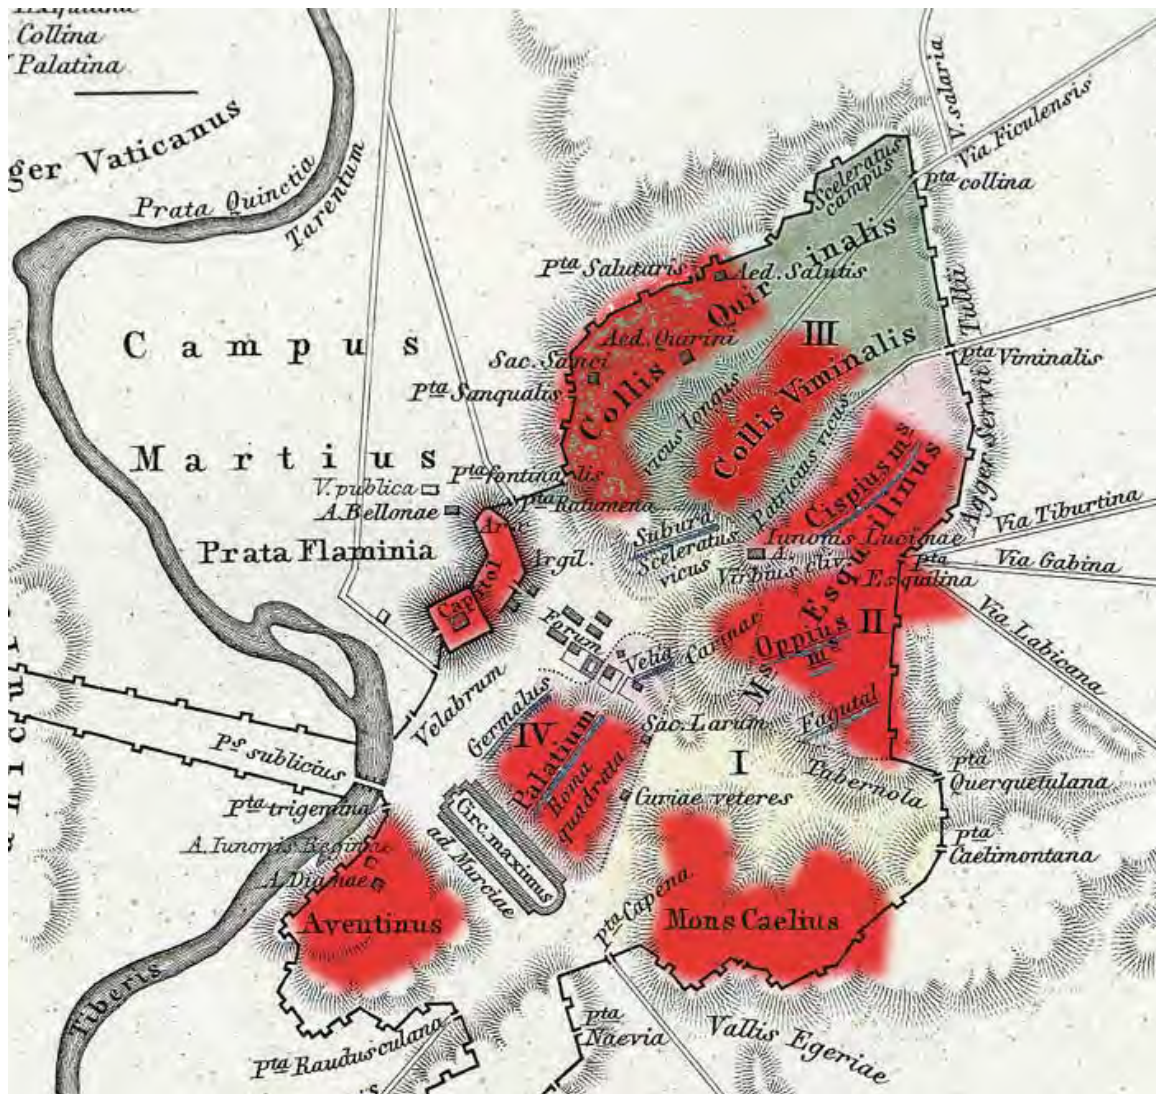 Collina
Palatina
ger Vaticanus
Prata Quinctia
Tarentum
V. salaria
Via Ficulensis
Sceleratus
campus
Pta collina
Pta Salutaris
Aed. Salutis
Collis Quirinalis
III
Tullii
Campus
Martius
Aed. Quirini
Sac. Sanci
Pta Sanqualis
vicus longus
Collis Viminalis
Pta Viminalis
Patricius vicus
Agger Servii
Pta fontinalis
Pta Ratumena
V. publica
A. Bellonae
Prata Flaminia
Arx
Argil.
Capitol
Subura
Sceleratus
vicus
Cispius ms
Ms Esquilinus
A. Iunonis Lucinae
Virbius cliv.
Pta
Esquilina
Via Tiburtina
Via Gabina
Via Labicana
Forum
Velia
Carinae
Oppius
ms
II
Fagutal
Velabrum
Germalus
IV
Palatium
Roma
quadrata
Sac. Larum
I
Tabernola
Curiae veteres
Pta
Querquetulana
Pta
Caelimontana
Ps sublicius
Pta trigemina
A. Iunonis Reginae
A. Dianae
Circ. maximus
ad Murciae
Aventinus
Pta Capena
Mons Caelius
Tiberis
Pta Raudusculana
Pta
Naevia
Vallis Egeriae